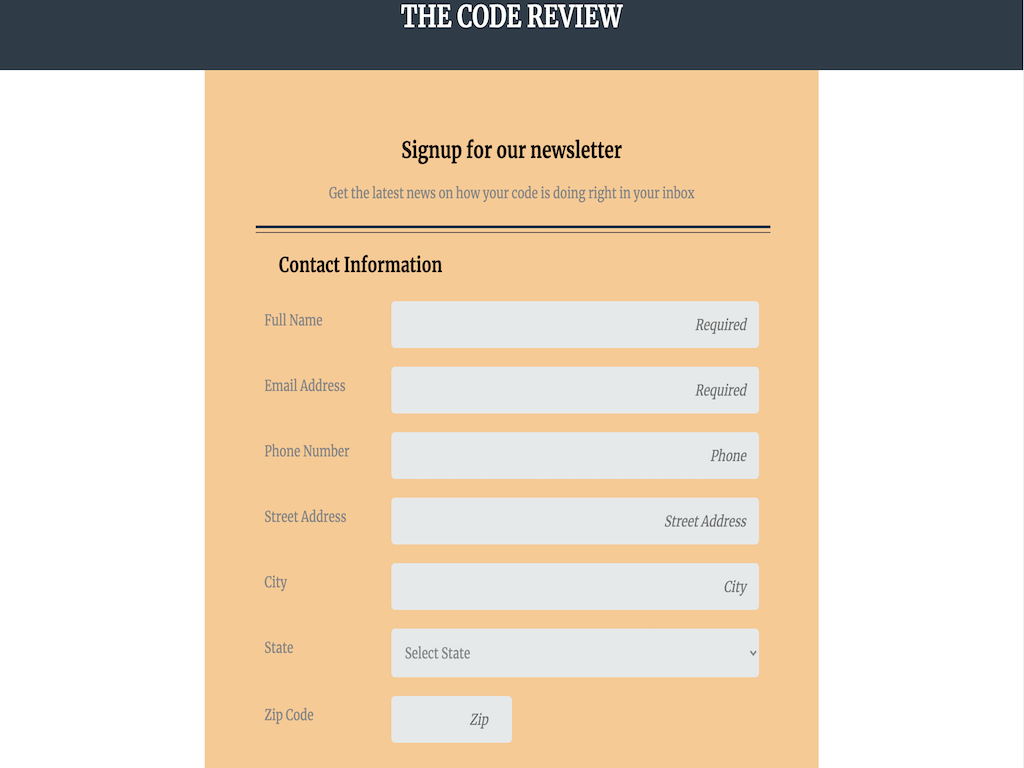 THE CODE REVIEW
Signup for our newsletter
Get the latest news on how your code is doing right in your inbox
Contact Information
Full Name
Required
Email Address
Required
Phone Number
Phone
Street Address
Street Address
City
City
State
Select State
Zip Code
Zip